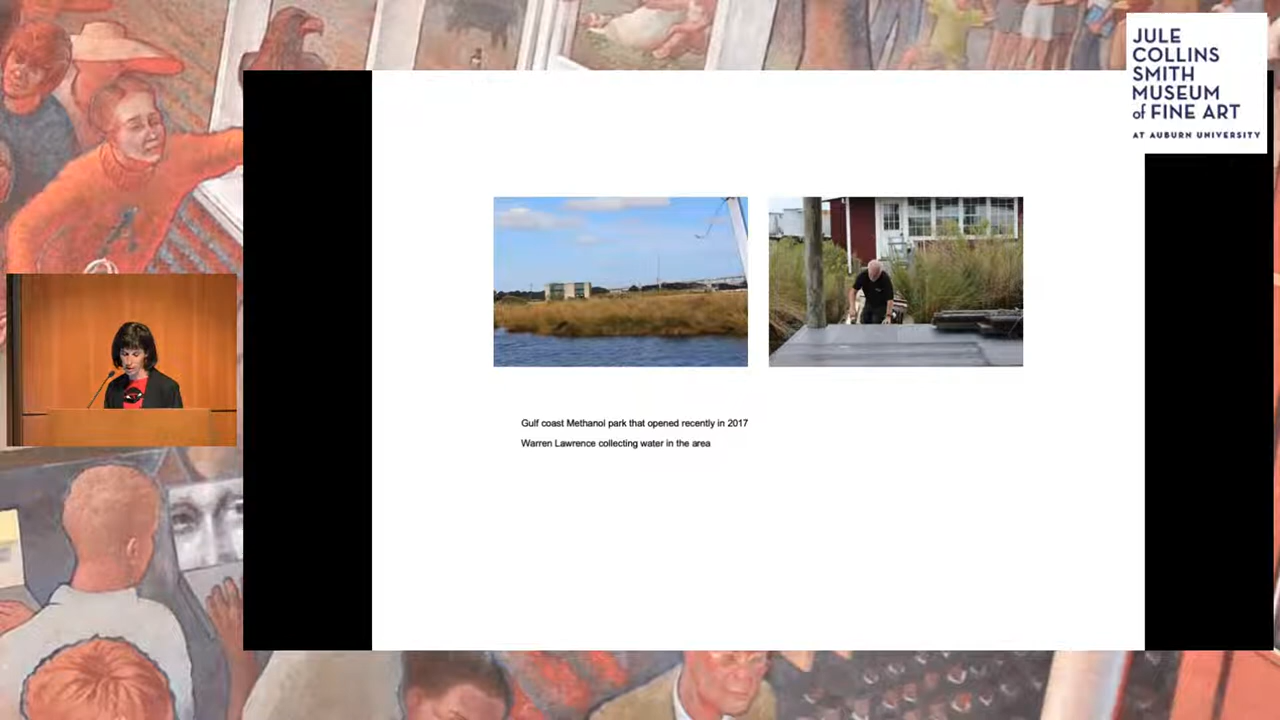 JULE
COLLINS
SMITH
MUSEUM
of FINE ART
AT AUBURN UNIVERSITY
Gulf coast Methanol park that opened recently in 2017
Warren Lawrence collecting water in the area